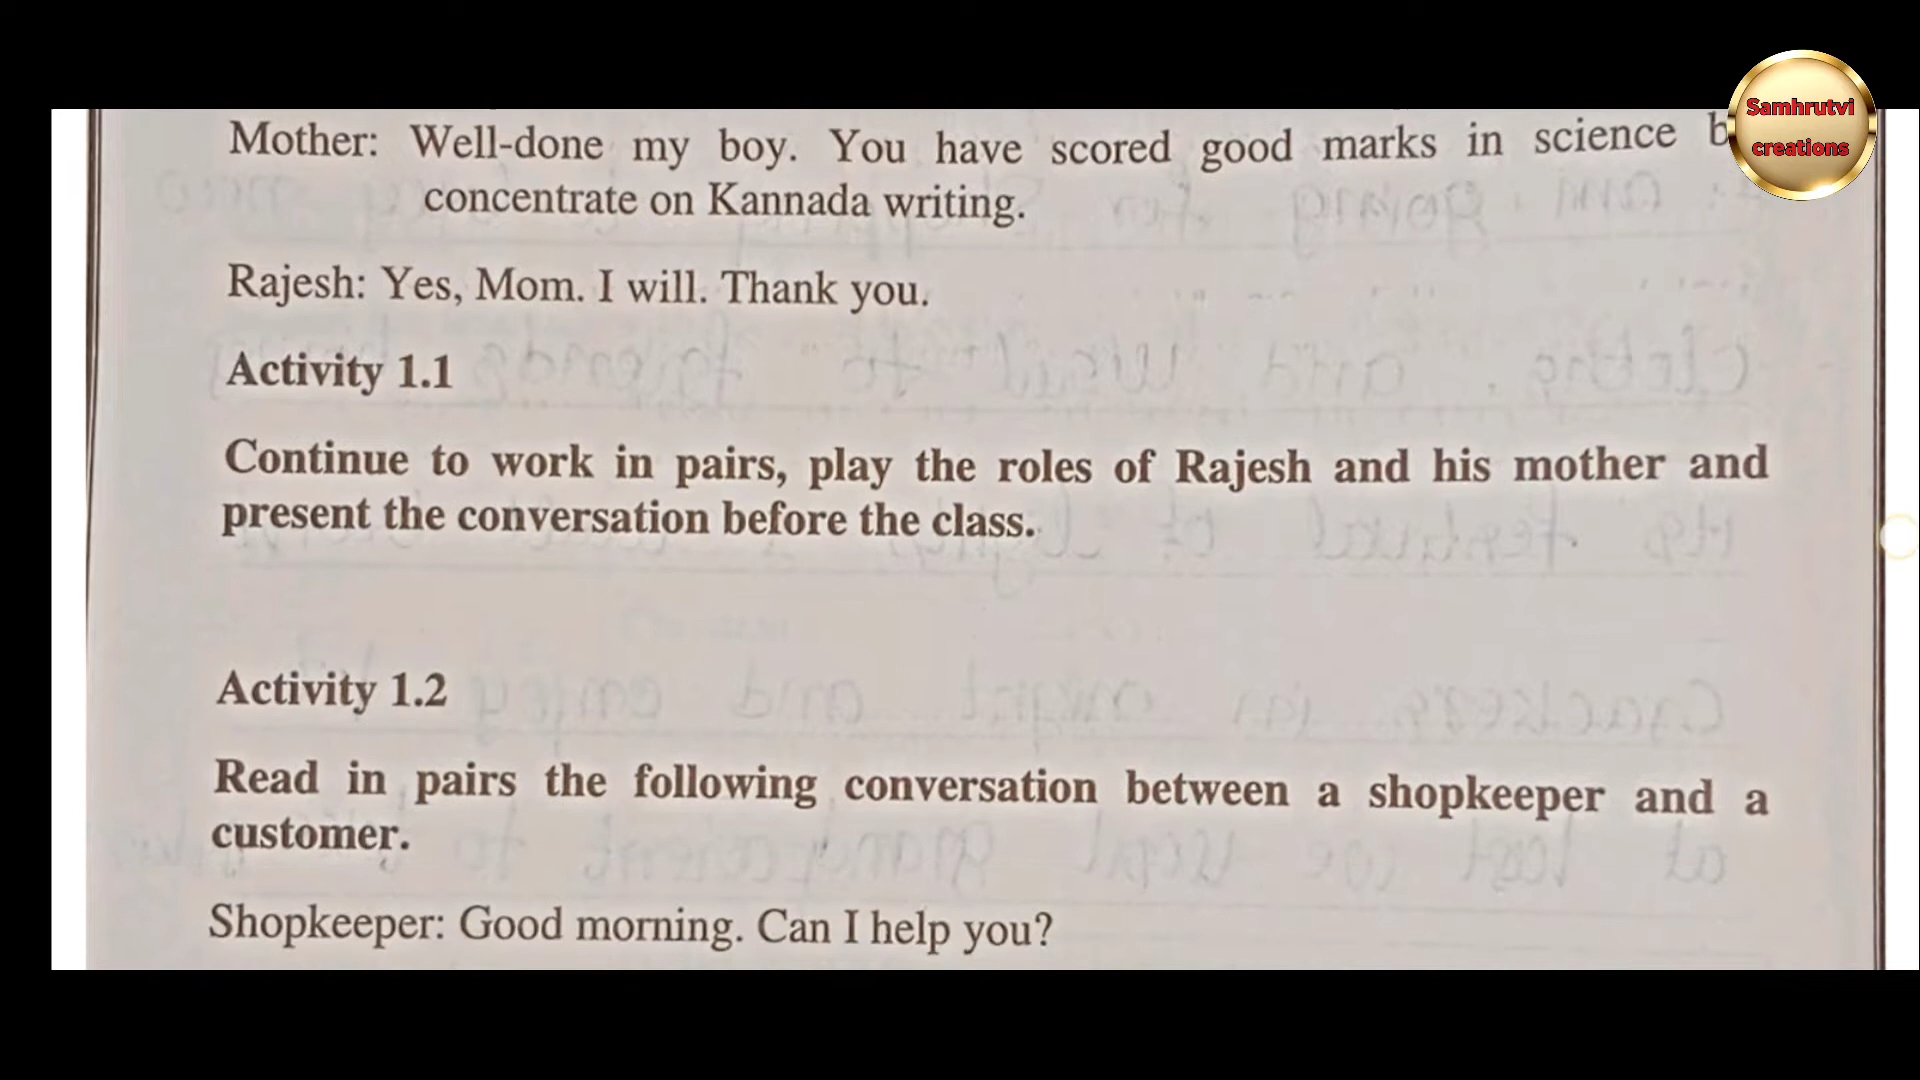 Samhrutvi
creations
Mother: Well-done my boy. You have scored good marks in science
concentrate on Kannada writing.
Rajesh: Yes, Mom. I will. Thank you.
Activity 1.1
Continue to work in pairs, play the roles of Rajesh and his mother and
present the conversation before the class.
Activity 1.2
Read in pairs the following conversation between a shopkeeper and a
customer.
Shopkeeper: Good morning. Can I help you?